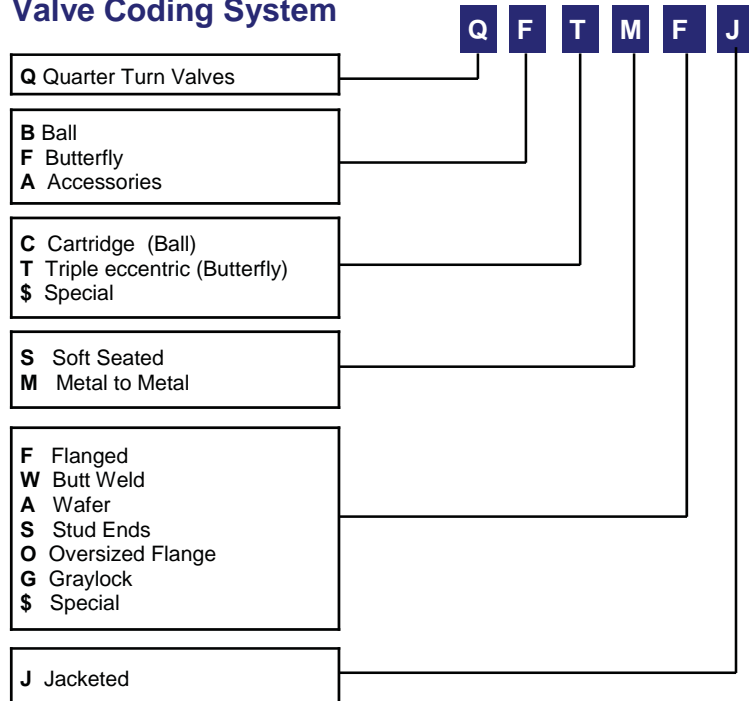 Valve Coding System
Q F T M F J
Q Quarter Turn Valves
B Ball
F Butterfly
A Accessories
C Cartridge (Ball)
T Triple eccentric (Butterfly)
$ Special
S Soft Seated
M Metal to Metal
F Flanged
W Butt Weld
A Wafer
S Stud Ends
O Oversized Flange
G Graylock
$ Special
J Jacketed